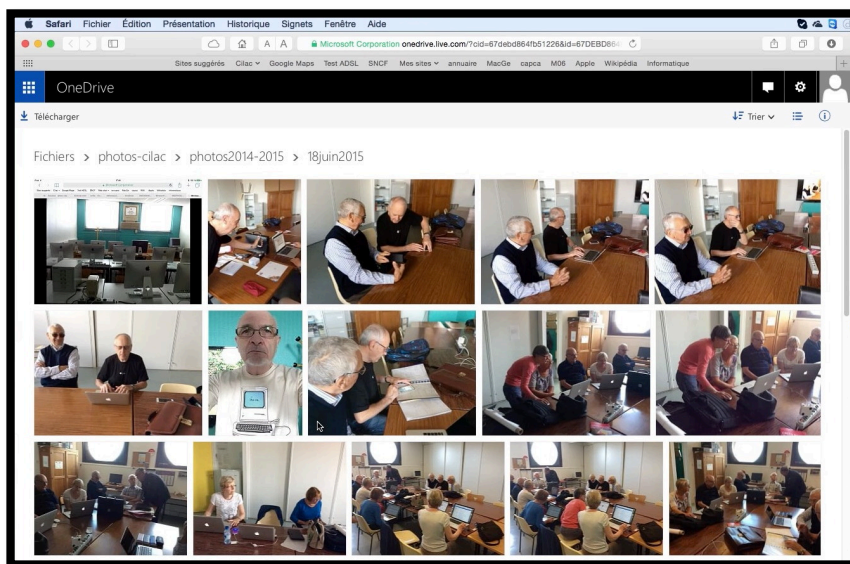 Safari Fichier Édition Présentation Historique Signets Fenêtre Aide
A A Microsoft Corporation onedrive.live.com/?cid=67debd864fb51226&id=67DEBD864
Sites suggérés Cilac Google Maps Test ADSL SNCF Mes sites annuaire MacGe capca M06 Apple Wikipédia Informatique
OneDrive
Télécharger Trier
Fichiers > photos-cilac > photos2014-2015 > 18juin2015